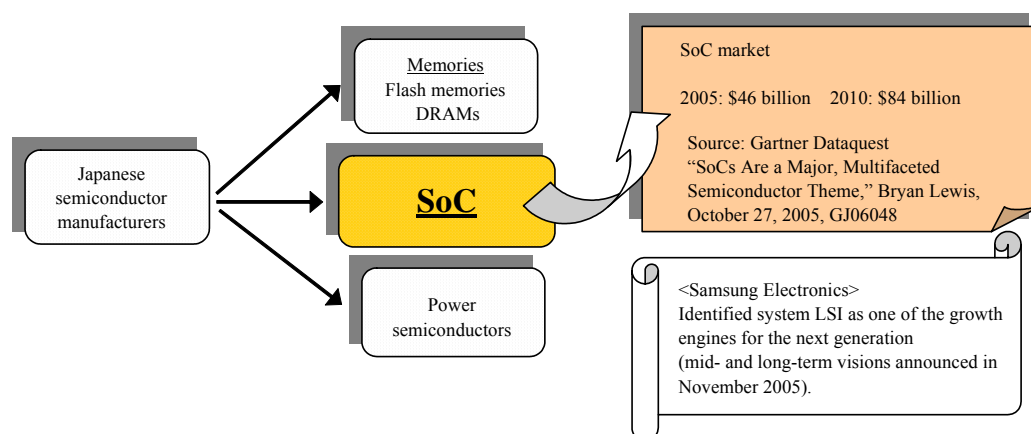 Japanese
semiconductor
manufacturers
Memories
Flash memories
DRAMs
SoC
Power
semiconductors
SoC market
2005: $46 billion    2010: $84 billion
Source: Gartner Dataquest
“SoCs Are a Major, Multifaceted
Semiconductor Theme,” Bryan Lewis,
October 27, 2005, GJ06048
<Samsung Electronics>
Identified system LSI as one of the growth
engines for the next generation
(mid- and long-term visions announced in
November 2005).